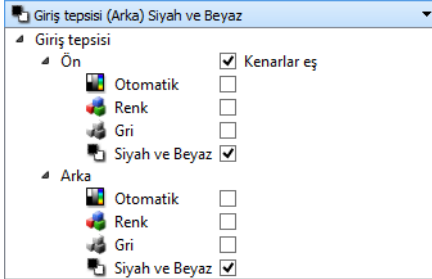 Giriş tepsisi (Arka) Siyah ve Beyaz
Giriş tepsisi
Ön Kenarlar eş
Otomatik
Renk
Gri
Siyah ve Beyaz
Arka
Otomatik
Renk
Gri
Siyah ve Beyaz